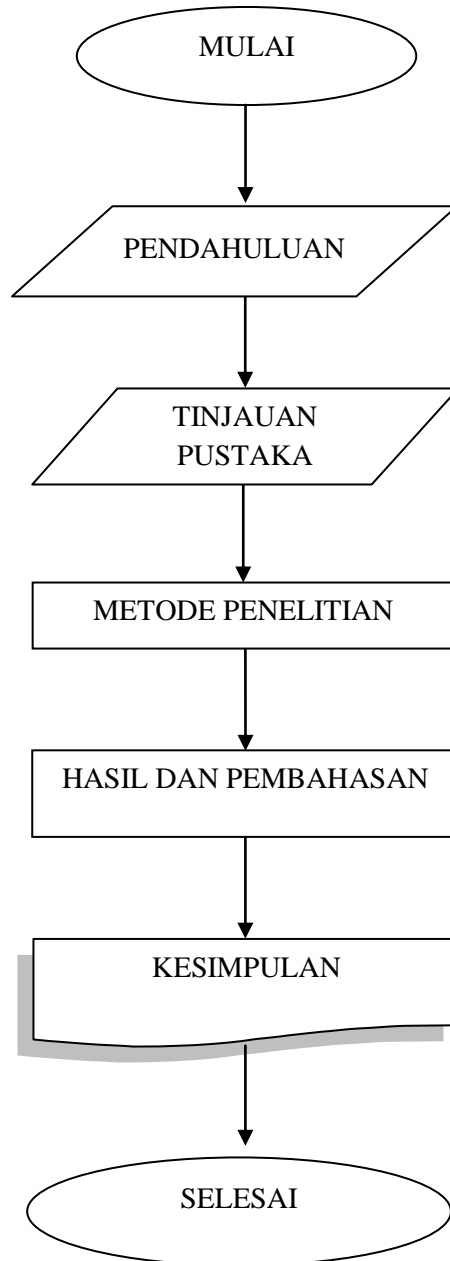 MULAI
PENDAHULUAN
TINJAUAN
PUSTAKA
METODE PENELITIAN
HASIL DAN PEMBAHASAN
KESIMPULAN
SELESAI